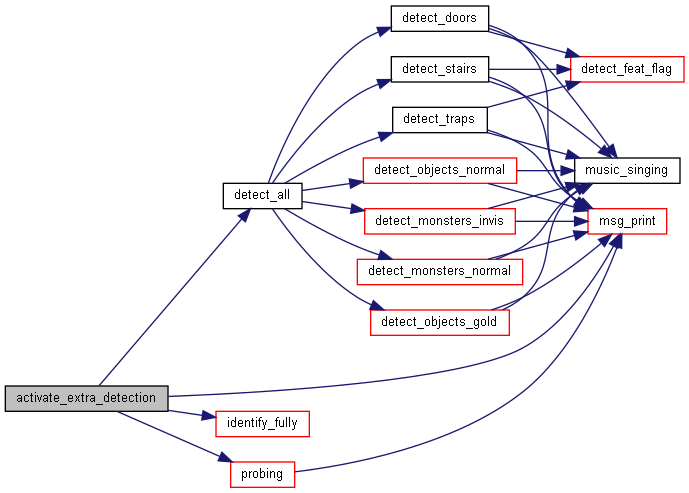 detect_doors
detect_stairs
detect_feat_flag
detect_traps
detect_objects_normal
music_singing
detect_all
detect_monsters_invis
msg_print
detect_monsters_normal
detect_objects_gold
activate_extra_detection
identify_fully
probing